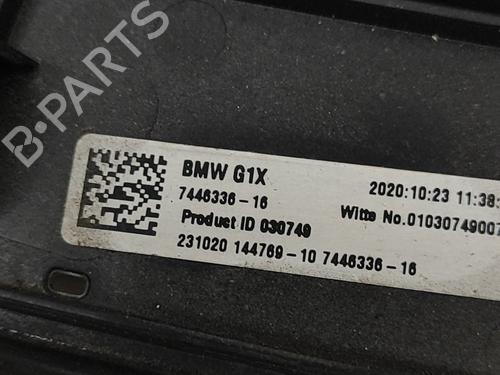 B-PARTS
BMW G1X
7446336-16
Product ID 030749
231020 144769-10 7446336-16
2020:10:23 11:38:
Witte No.01030749007